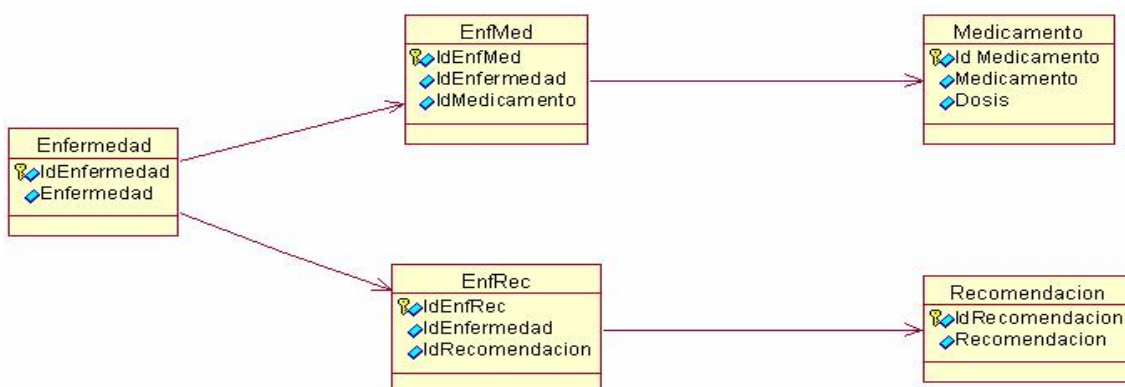 Enfermedad
IdEnfermedad
Enfermedad
EnfMed
IdEnfMed
IdEnfermedad
IdMedicamento
Medicamento
Id Medicamento
Medicamento
Dosis
EnfRec
IdEnfRec
IdEnfermedad
IdRecomendacion
Recomendacion
IdRecomendacion
Recomendacion